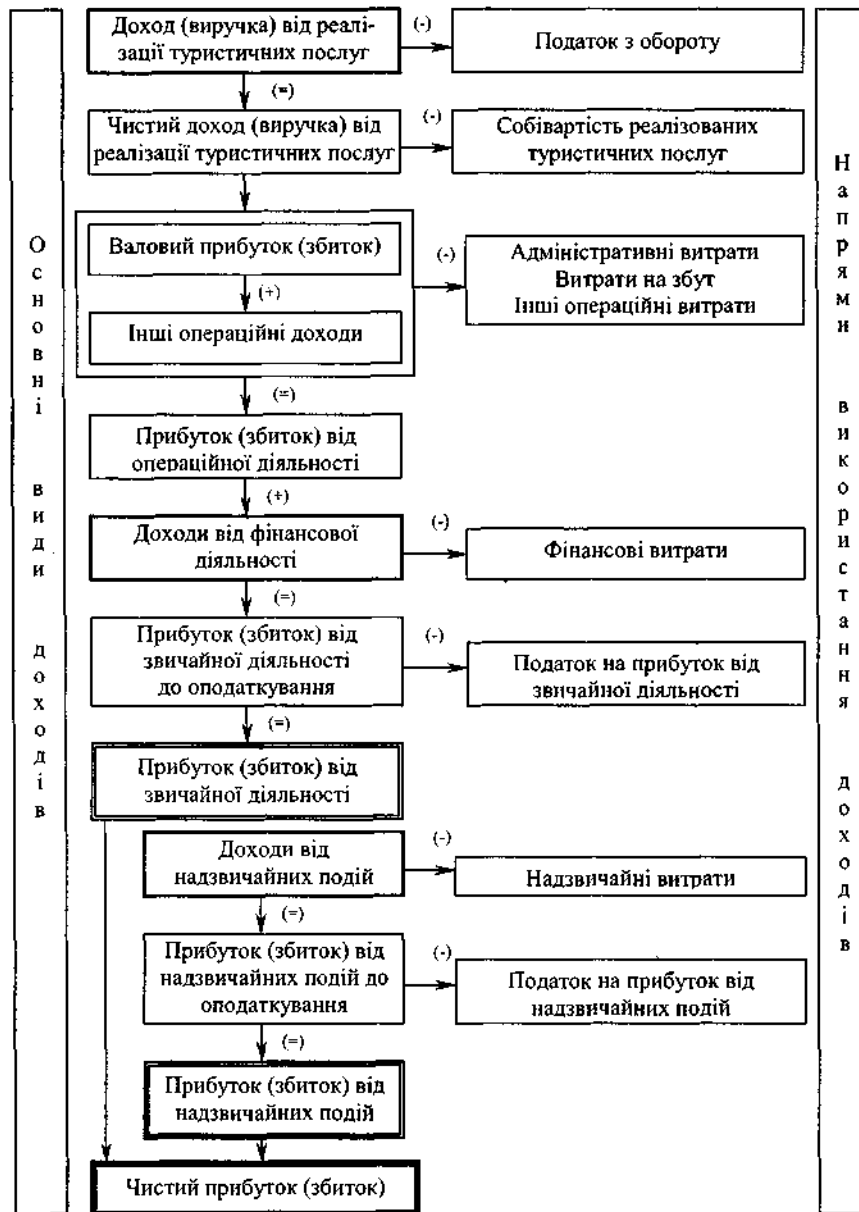 Основні види доходів
Напрями використання доходів
Доход (виручка) від реалі-
зації туристичних послуг
(-)
Податок з обороту
(=)
Чистий доход (виручка) від
реалізації туристичних послуг
(-)
Собівартість реалізованих
туристичних послуг
Валовий прибуток (збиток)
(+)
Інші операційні доходи
(-)
Адміністративні витрати
Витрати на збут
Інші операційні витрати
(=)
Прибуток (збиток) від
операційної діяльності
(+)
Доходи від фінансової
діяльності
(-)
Фінансові витрати
(=)
Прибуток (збиток) від
звичайної діяльності
до оподаткування
(-)
Податок на прибуток від
звичайної діяльності
(=)
Прибуток (збиток) від
звичайної діяльності
Доходи від
надзвичайних подій
(-)
Надзвичайні витрати
(=)
Прибуток (збиток) від
надзвичайних подій до
оподаткування
(-)
Податок на прибуток від
надзвичайних подій
(=)
Прибуток (збиток) від
надзвичайних подій
Чистий прибуток (збиток)